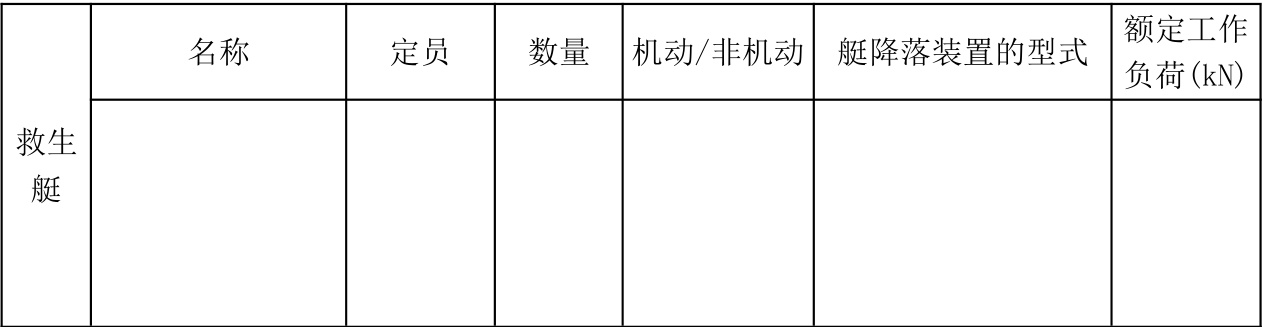 名称
定员
数量
机动/非机动
艇降落装置的型式
额定工作
负荷(kN)
救生
艇